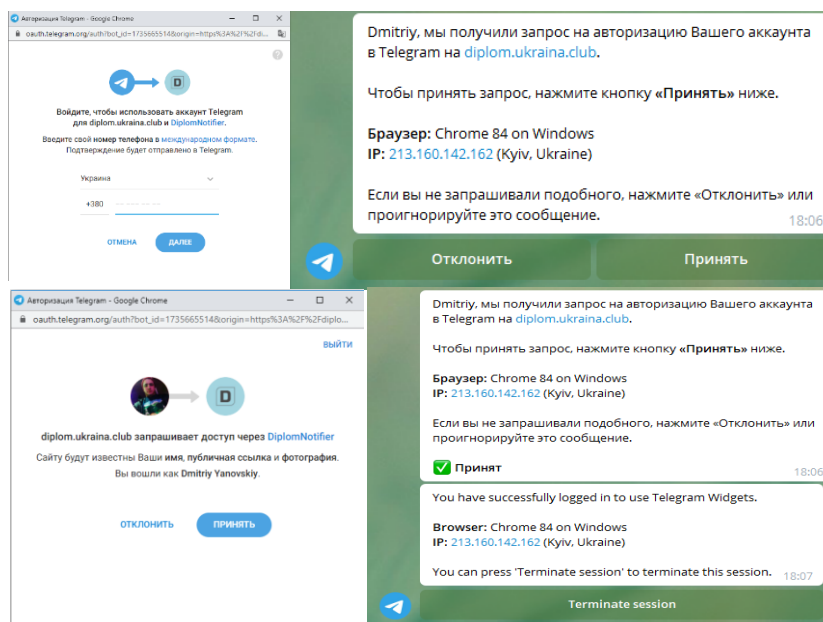 Авторизация Telegram - Google Chrome
oauth.telegram.org/auth?bot_id=1735665514&origin=https%3A%2F%2Fdi...
Войдите, чтобы использовать аккаунт Telegram
для diplom.ukraina.club и DiplomNotifier.
Введите свой номер телефона в международном формате.
Подтверждение будет отправлено в Telegram.
Украина
+380 --- --- ---
ОТМЕНА ДАЛЕЕ
Dmitriy, мы получили запрос на авторизацию Вашего аккаунта
в Telegram на diplom.ukraina.club.
Чтобы принять запрос, нажмите кнопку «Принять» ниже.
Браузер: Chrome 84 on Windows
IP: 213.160.142.162 (Kyiv, Ukraine)
Если вы не запрашивали подобного, нажмите «Отклонить» или
проигнорируйте это сообщение.
18:06
Отклонить Принять
Авторизация Telegram - Google Chrome
oauth.telegram.org/auth?bot_id=1735665514&origin=https%3A%2F%2Fdiplo...
ВЫЙТИ
D
diplom.ukraina.club запрашивает доступ через DiplomNotifier
Сайту будут известны Ваши имя, публичная ссылка и фотография.
Вы вошли как Dmitriy Yanovskiy.
ОТКЛОНИТЬ ПРИНЯТЬ
Dmitriy, мы получили запрос на авторизацию Вашего аккаунта
в Telegram на diplom.ukraina.club.
Чтобы принять запрос, нажмите кнопку «Принять» ниже.
Браузер: Chrome 84 on Windows
IP: 213.160.142.162 (Kyiv, Ukraine)
Если вы не запрашивали подобного, нажмите «Отклонить» или
проигнорируйте это сообщение.
✅ Принят
18:06
You have successfully logged in to use Telegram Widgets.
Browser: Chrome 84 on Windows
IP: 213.160.142.162 (Kyiv, Ukraine)
You can press 'Terminate session' to terminate this session.
18:07
Terminate session